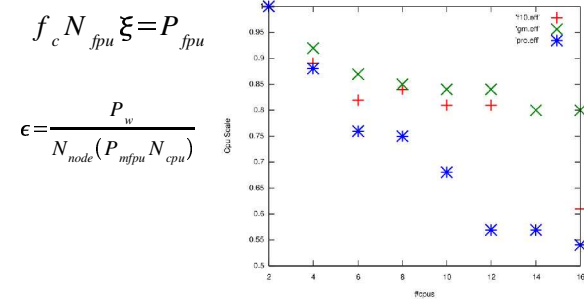 f_c N_fpu ξ=P_fpu
ϵ= P_w / N_node(P_mfpu N_cpu)
'f10.eff'
'gm.eff'
'pro.eff'
Cpu Scale
1
0.95
0.9
0.85
0.8
0.75
0.7
0.65
0.6
0.55
0.5
2 4 6 8 10 12 14 16
#cpus